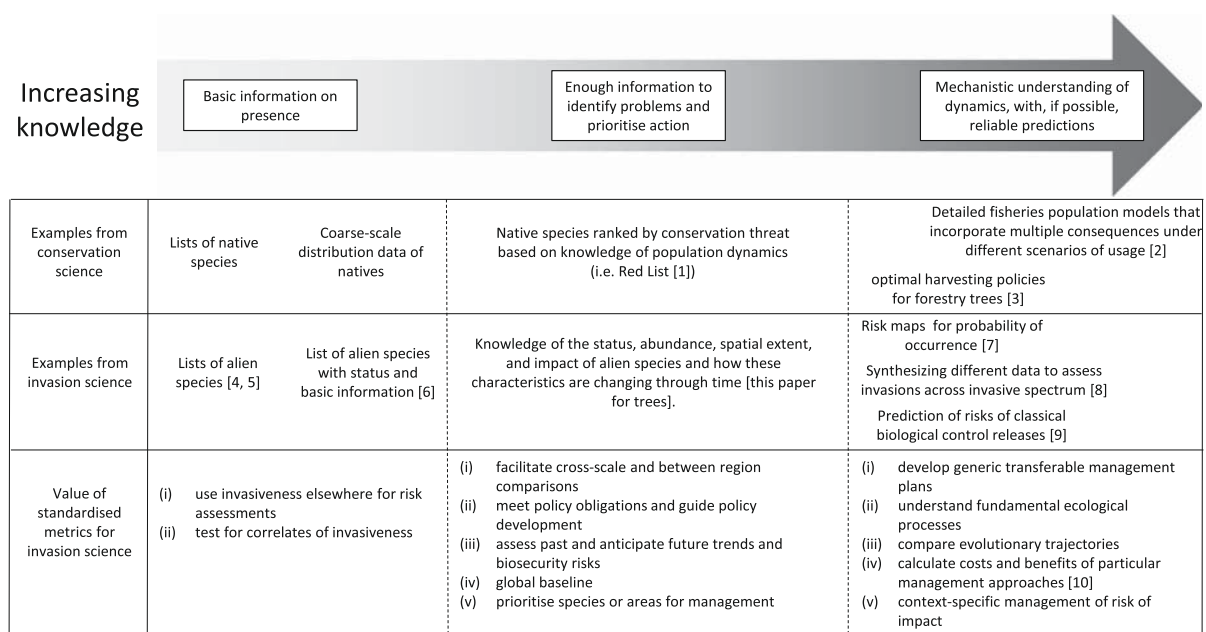 Increasing
knowledge
Basic information on
presence
Enough information to
identify problems and
prioritise action
Mechanistic understanding of
dynamics, with, if possible,
reliable predictions
Examples from
conservation
science
Lists of native
species
Coarse-scale
distribution data of
natives
Native species ranked by conservation threat
based on knowledge of population dynamics
(i.e. Red List [1])
Detailed fisheries population models that
incorporate multiple consequences under
different scenarios of usage [2]
optimal harvesting policies
for forestry trees [3]
Examples from
invasion science
Lists of alien
species [4, 5]
List of alien species
with status and
basic information [6]
Knowledge of the status, abundance, spatial extent,
and impact of alien species and how these
characteristics are changing through time [this paper
for trees].
Risk maps for probability of
occurrence [7]
Synthesizing different data to assess
invasions across invasive spectrum [8]
Prediction of risks of classical
biological control releases [9]
Value of
standardised
metrics for
invasion science
(i) use invasiveness elsewhere for risk
assessments
(ii) test for correlates of invasiveness
(i) facilitate cross-scale and between region
comparisons
(ii) meet policy obligations and guide policy
development
(iii) assess past and anticipate future trends and
biosecurity risks
(iv) global baseline
(v) prioritise species or areas for management
(i) develop generic transferable management
plans
(ii) understand fundamental ecological
processes
(iii) compare evolutionary trajectories
(iv) calculate costs and benefits of particular
management approaches [10]
(v) context-specific management of risk of
impact